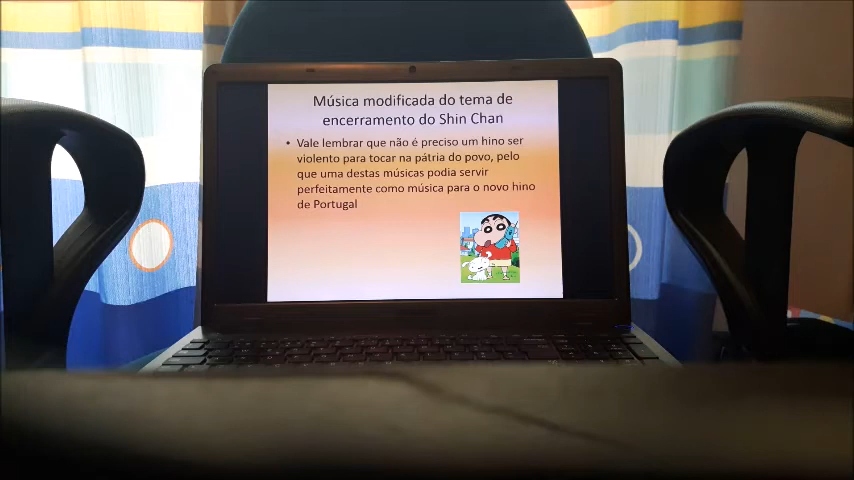 Música modificada do tema de
encerramento do Shin Chan
• Vale lembrar que não é preciso um hino ser
violento para tocar na pátria do povo, pelo
que uma destas músicas podia servir
perfeitamente como música para o novo hino
de Portugal